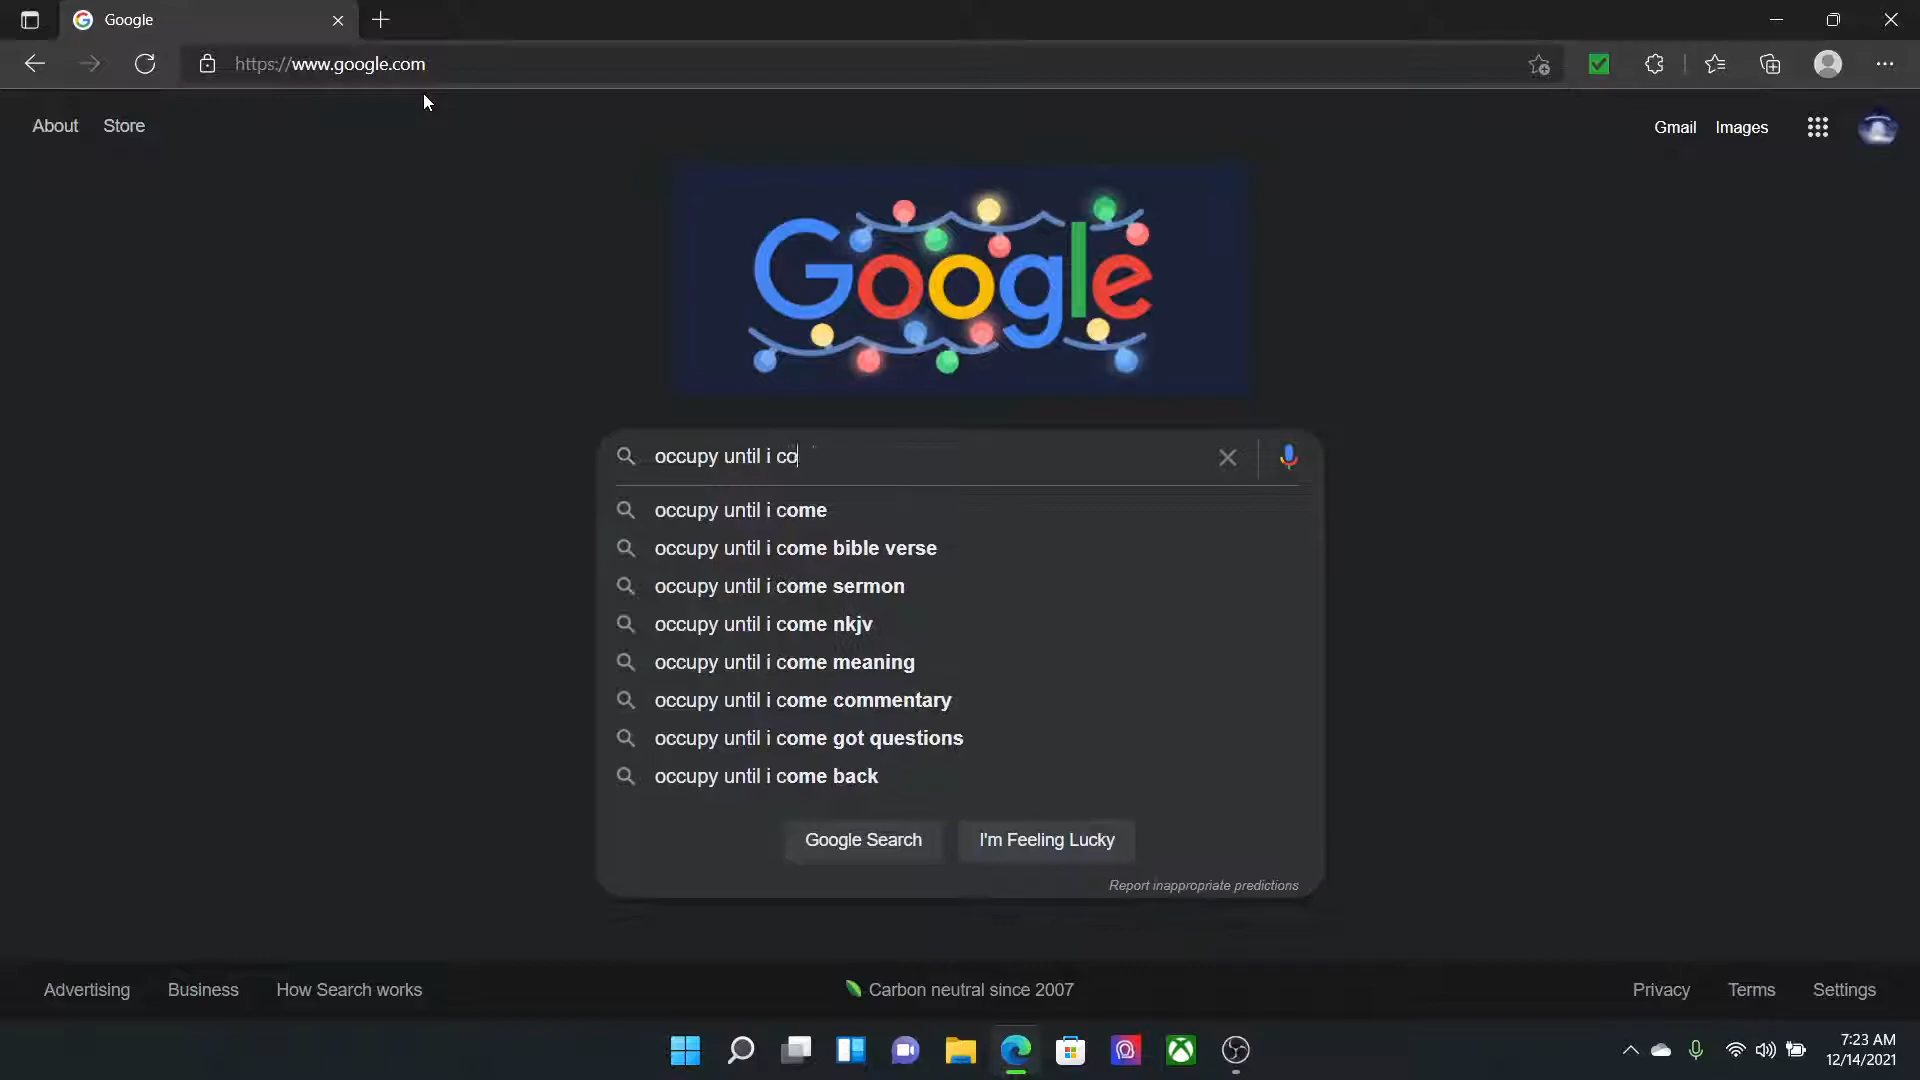 Google
https://www.google.com
About Store
Gmail Images
Google
occupy until i co
occupy until i come
occupy until i come bible verse
occupy until i come sermon
occupy until i come nkjv
occupy until i come meaning
occupy until i come commentary
occupy until i come got questions
occupy until i come back
Google Search I'm Feeling Lucky
Report inappropriate predictions
Advertising Business How Search works
Carbon neutral since 2007
Privacy Terms Settings
7:23 AM
12/14/2021